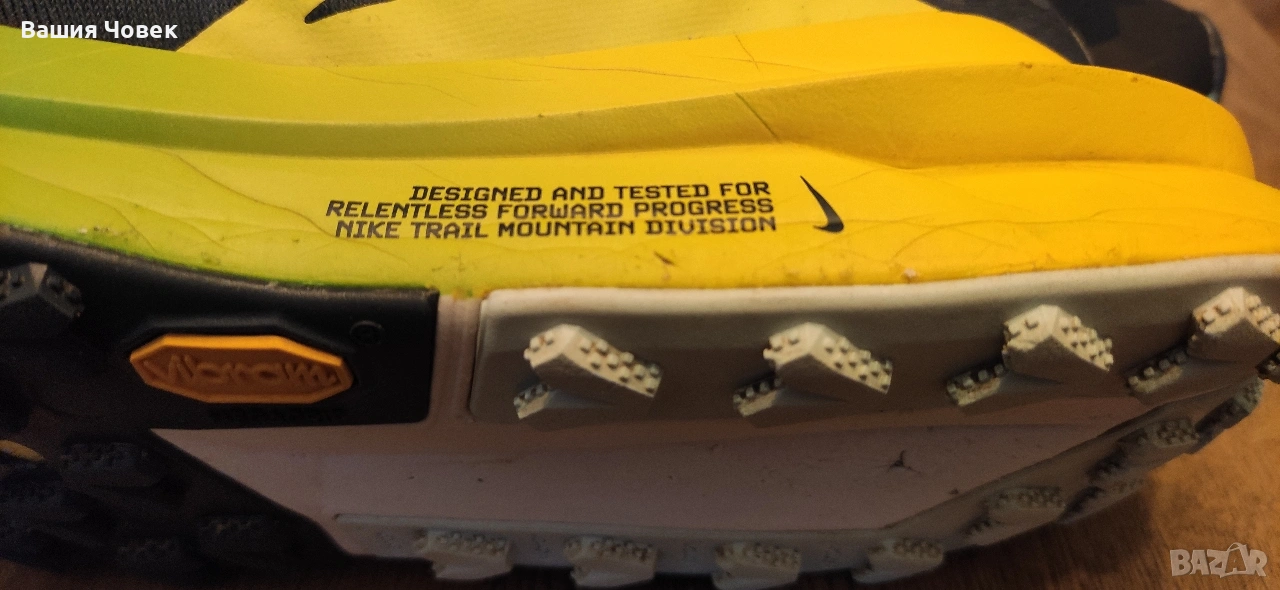 Вашия Човек
DESIGNED AND TESTED FOR
RELENTLESS FORWARD PROGRESS
NIKE TRAIL MOUNTAIN DIVISION
vibram
BAZAR